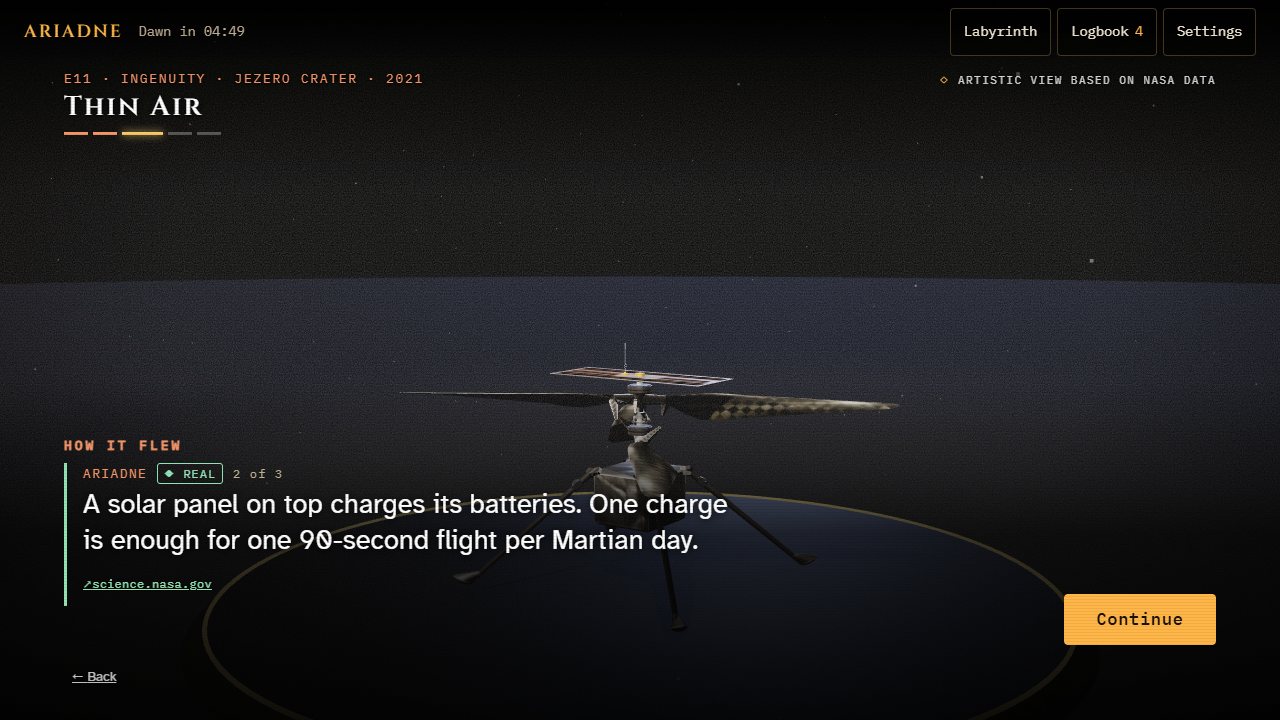 ARIADNE Dawn in 04:49 Labyrinth Logbook 4 Settings
E11 · INGENUITY · JEZERO CRATER · 2021
◇ ARTISTIC VIEW BASED ON NASA DATA
Thin Air
HOW IT FLEW
ARIADNE ◆ REAL 2 of 3
A solar panel on top charges its batteries. One charge
is enough for one 90-second flight per Martian day.
↗science.nasa.gov
Continue
← Back